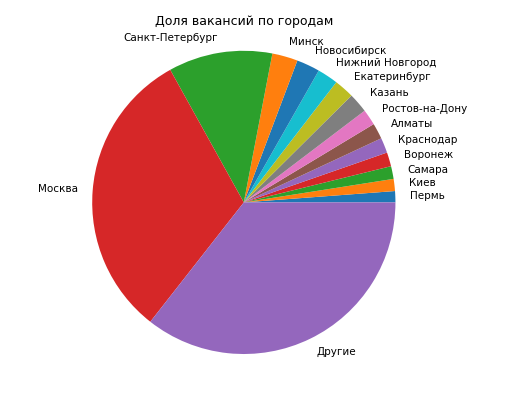 Доля вакансий по городам
Санкт-Петербург
Минск
Новосибирск
Нижний Новгород
Екатеринбург
Казань
Ростов-на-Дону
Алматы
Краснодар
Воронеж
Самара
Киев
Пермь
Москва
Другие